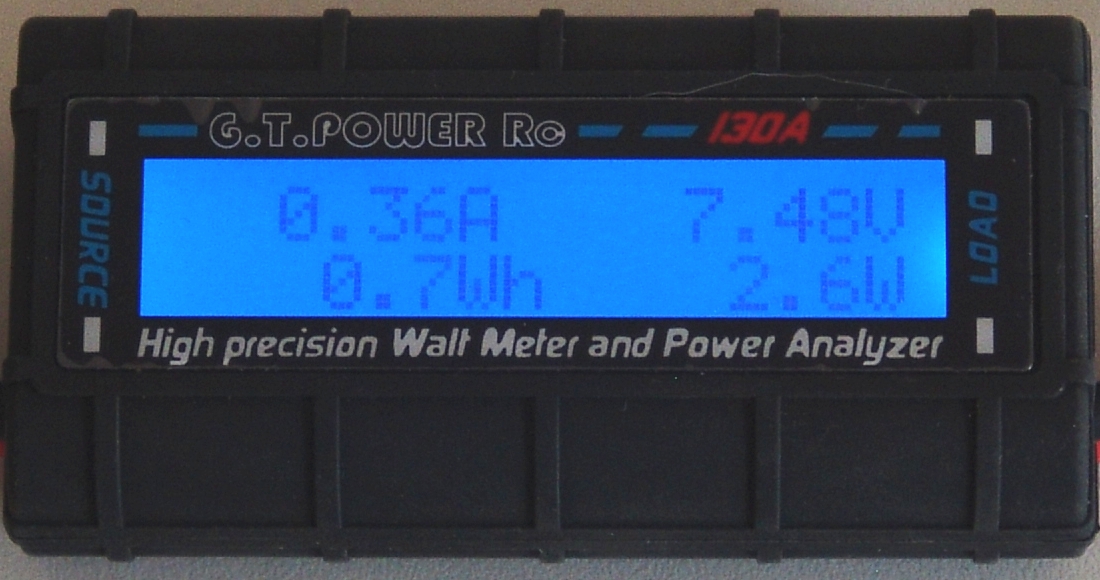 G.T.POWER RC 130A
SOURCE
0.36A 7.48V
0.7Wh 2.6W
LOAD
High precision Watt Meter and Power Analyzer